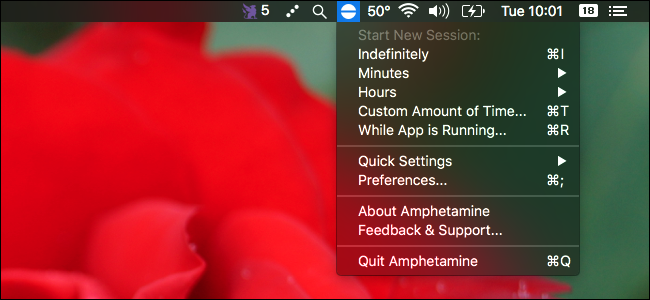 5 50° Tue 10:01 18
Start New Session:
Indefinitely ⌘I
Minutes ▶
Hours ▶
Custom Amount of Time... ⌘T
While App is Running... ⌘R
Quick Settings ▶
Preferences... ⌘;
About Amphetamine
Feedback & Support...
Quit Amphetamine ⌘Q